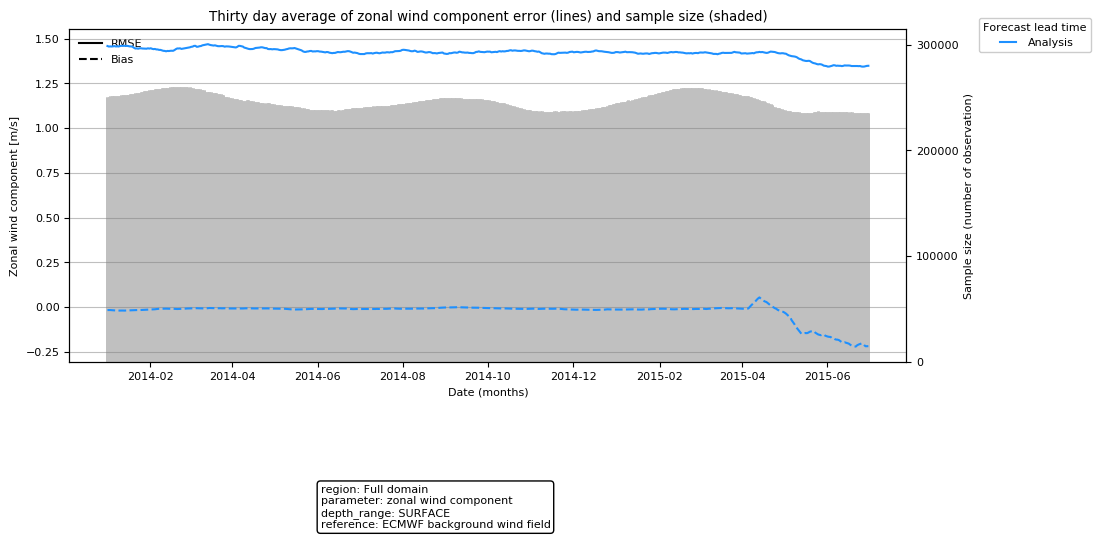 Thirty day average of zonal wind component error (lines) and sample size (shaded)
Forecast lead time
Analysis
RMSE
Bias
1.50
1.25
1.00
0.75
0.50
0.25
0.00
−0.25
Zonal wind component [m/s]
300000
200000
100000
0
Sample size (number of observation)
2014-02 2014-04 2014-06 2014-08 2014-10 2014-12 2015-02 2015-04 2015-06
Date (months)
region: Full domain
parameter: zonal wind component
depth_range: SURFACE
reference: ECMWF background wind field